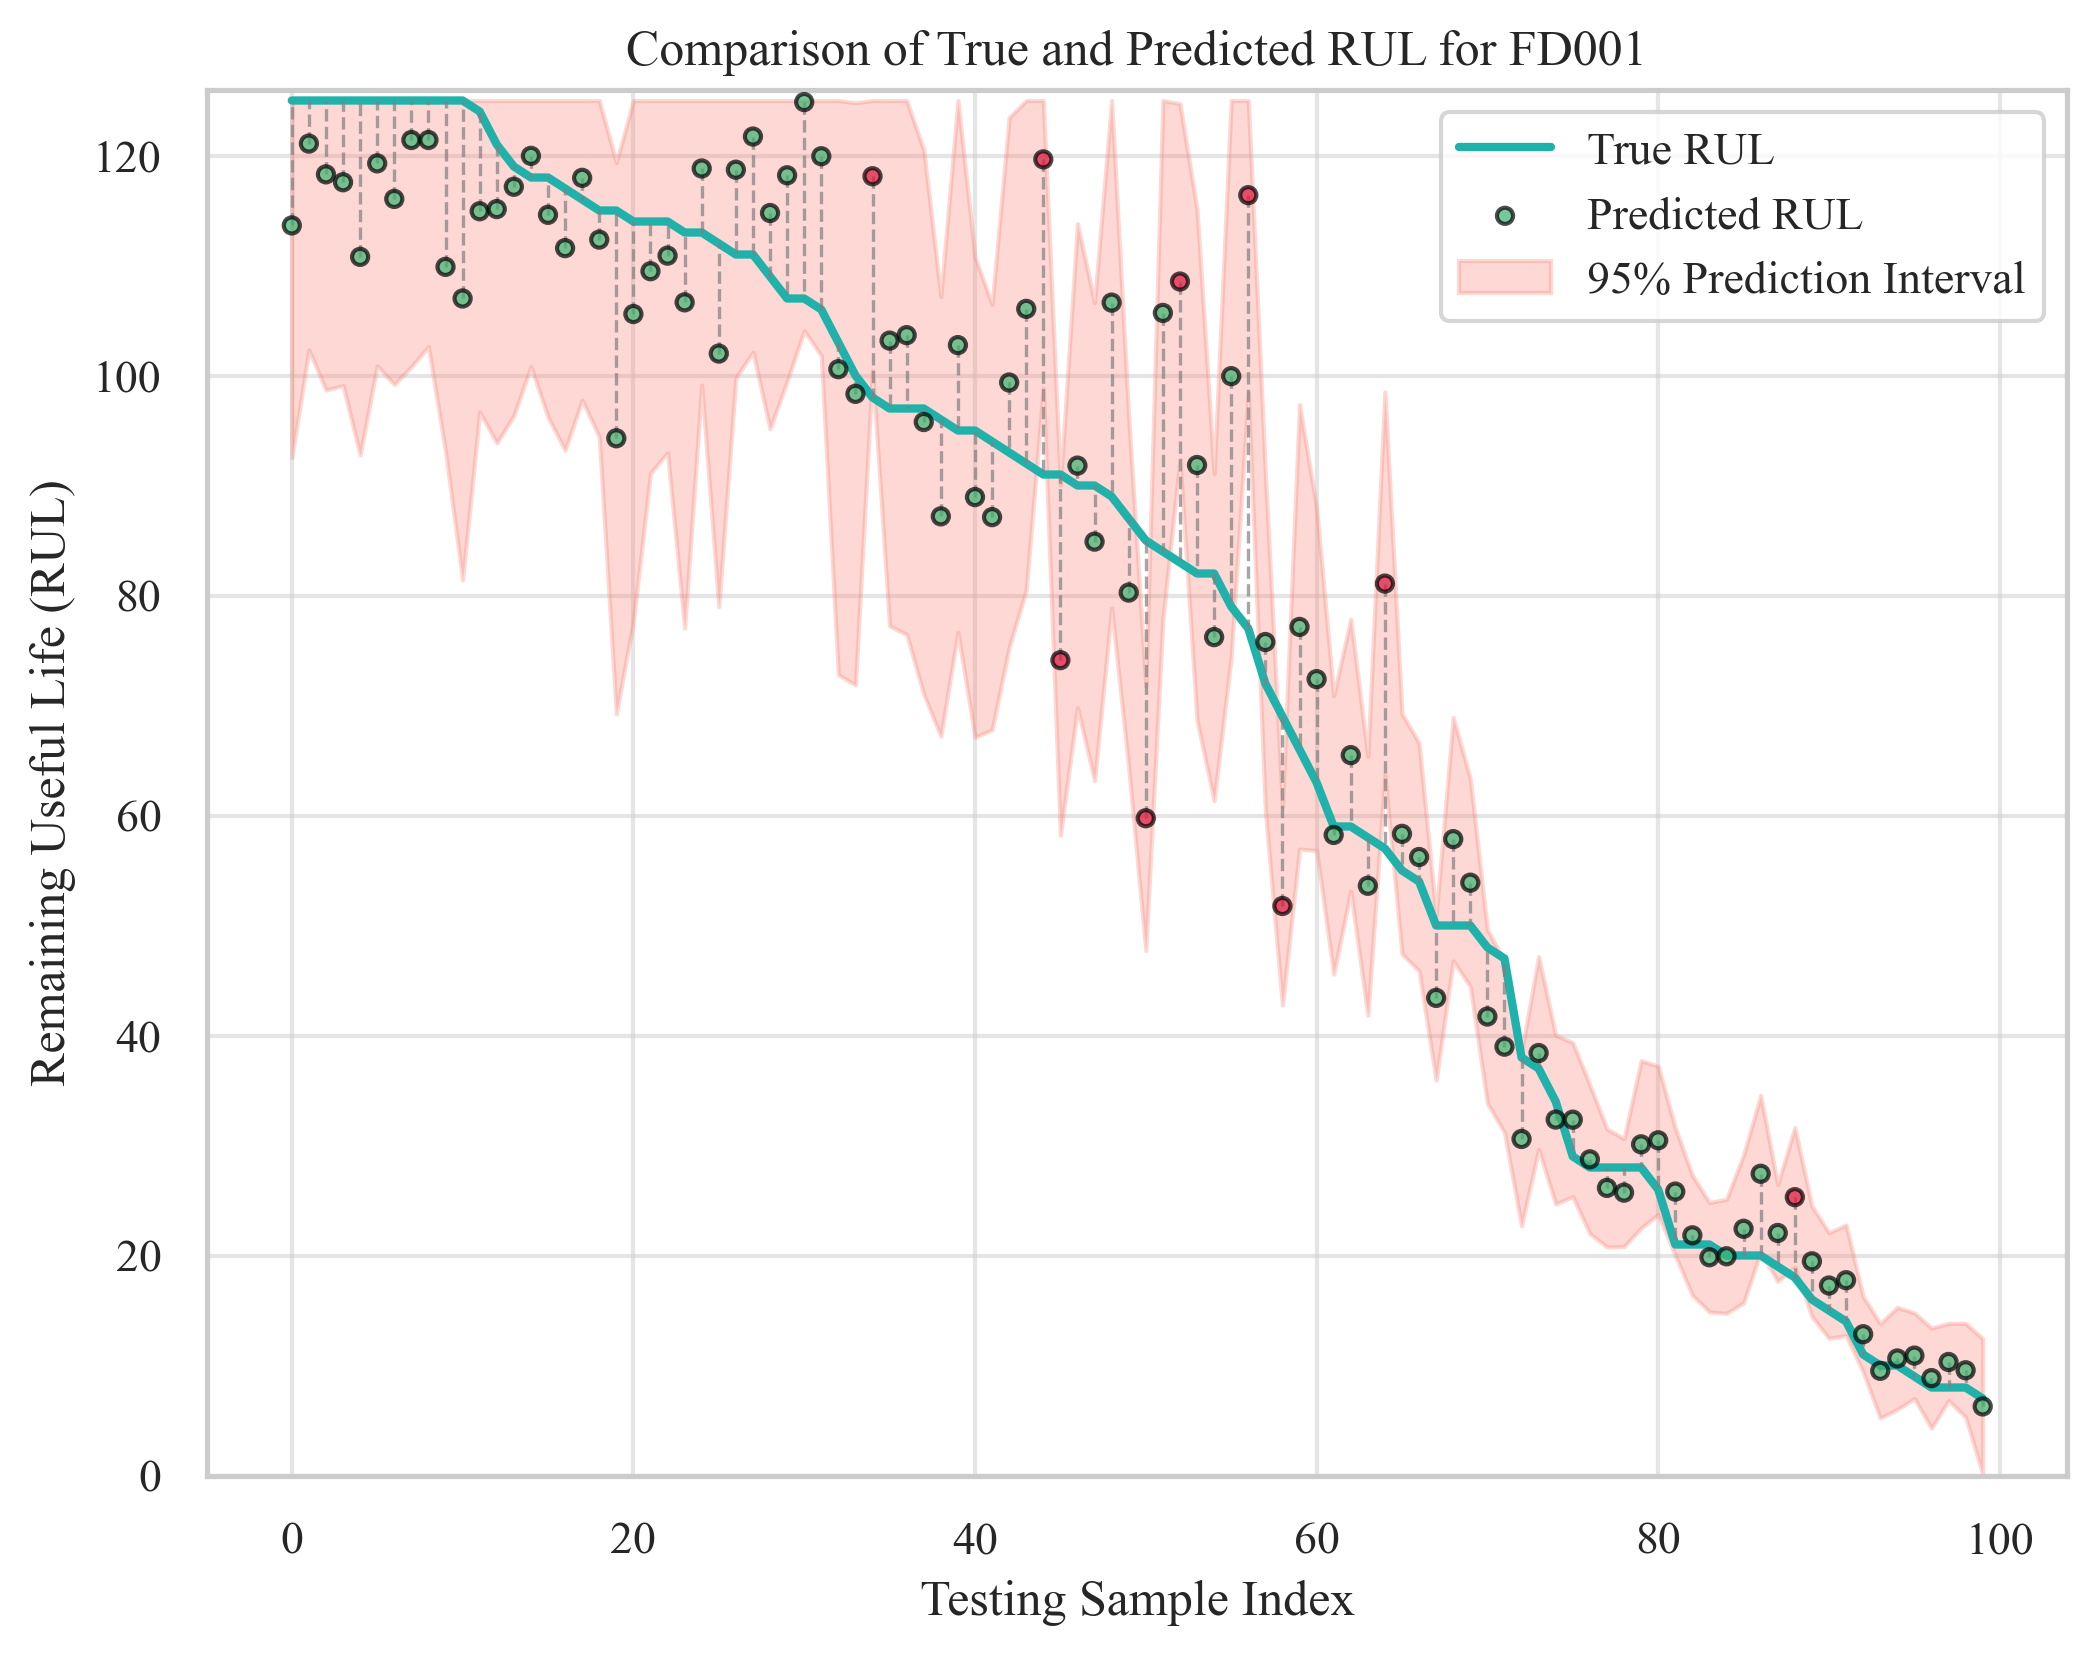 Comparison of True and Predicted RUL for FD001
True RUL
Predicted RUL
95% Prediction Interval
Remaining Useful Life (RUL)
120
100
80
60
40
20
0
0 20 40 60 80 100
Testing Sample Index